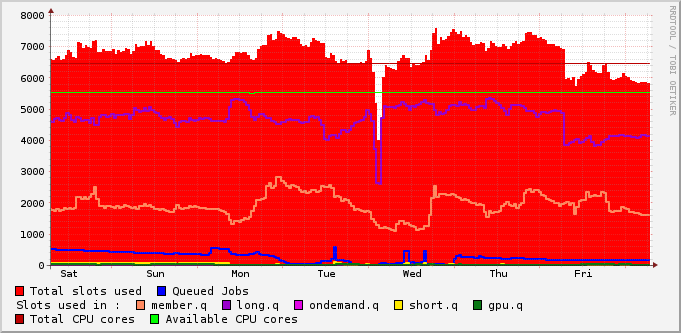 8000
7000
6000
5000
4000
3000
2000
1000
0
Sat Sun Mon Tue Wed Thu Fri
RRDTOOL / TOBI OETIKER
Total slots used Queued Jobs
Slots used in : member.q long.q ondemand.q short.q gpu.q
Total CPU cores Available CPU cores